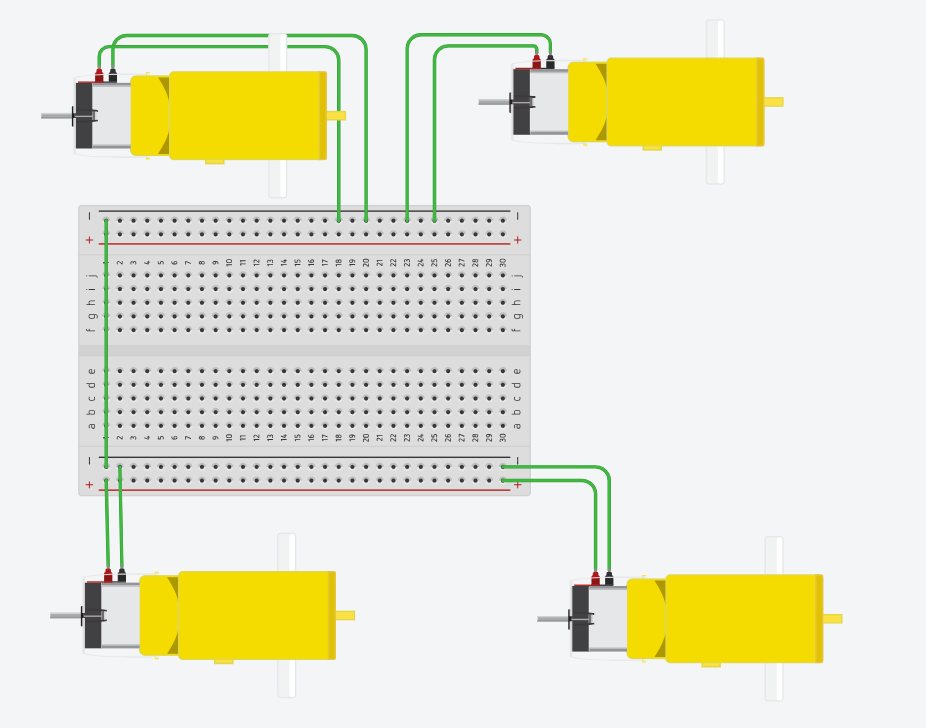 − −
+ +
1 2 3 4 5 6 7 8 9 10 11 12 13 14 15 16 17 18 19 20 21 22 23 24 25 26 27 28 29 30
j j
i i
h h
g g
f f
e e
d d
c c
b b
a a
1 2 3 4 5 6 7 8 9 10 11 12 13 14 15 16 17 18 19 20 21 22 23 24 25 26 27 28 29 30
− −
+ +